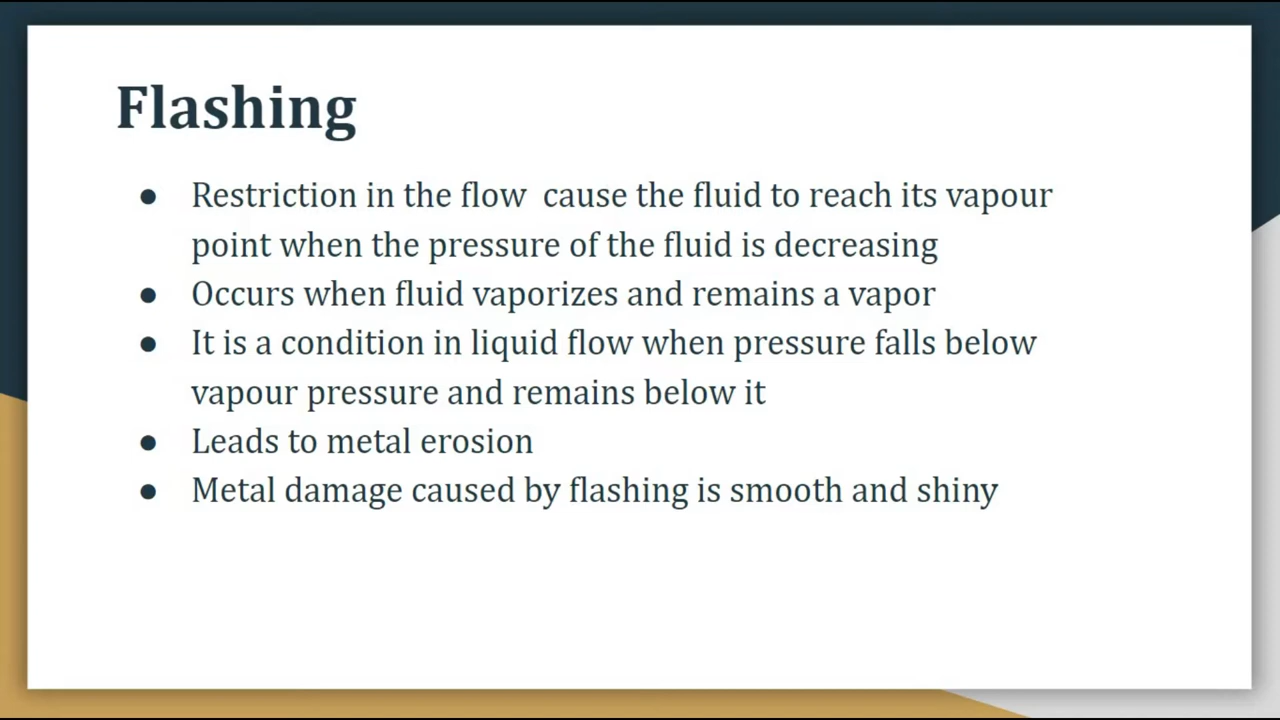 Flashing
● Restriction in the flow  cause the fluid to reach its vapour
point when the pressure of the fluid is decreasing
● Occurs when fluid vaporizes and remains a vapor
● It is a condition in liquid flow when pressure falls below
vapour pressure and remains below it
● Leads to metal erosion
● Metal damage caused by flashing is smooth and shiny